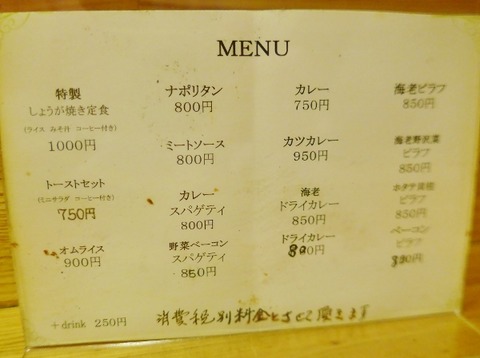 MENU
特製
しょうが焼き定食
(ライス みそ汁 コーヒー付き)
1000円
トーストセット
(ミニサラダ コーヒー付き)
750円
オムライス
900円
+drink 250円
ナポリタン
800円
ミートソース
800円
カレー
スパゲティ
800円
野菜ベーコン
スパゲティ
850円
カレー
750円
カツカレー
950円
海老
ドライカレー
850円
ドライカレー
800円
海老ピラフ
850円
海老野沢菜
ピラフ
850円
ホタテ高菜
ピラフ
850円
ベーコン
ピラフ
800円
消費税別料金とさせて頂きます